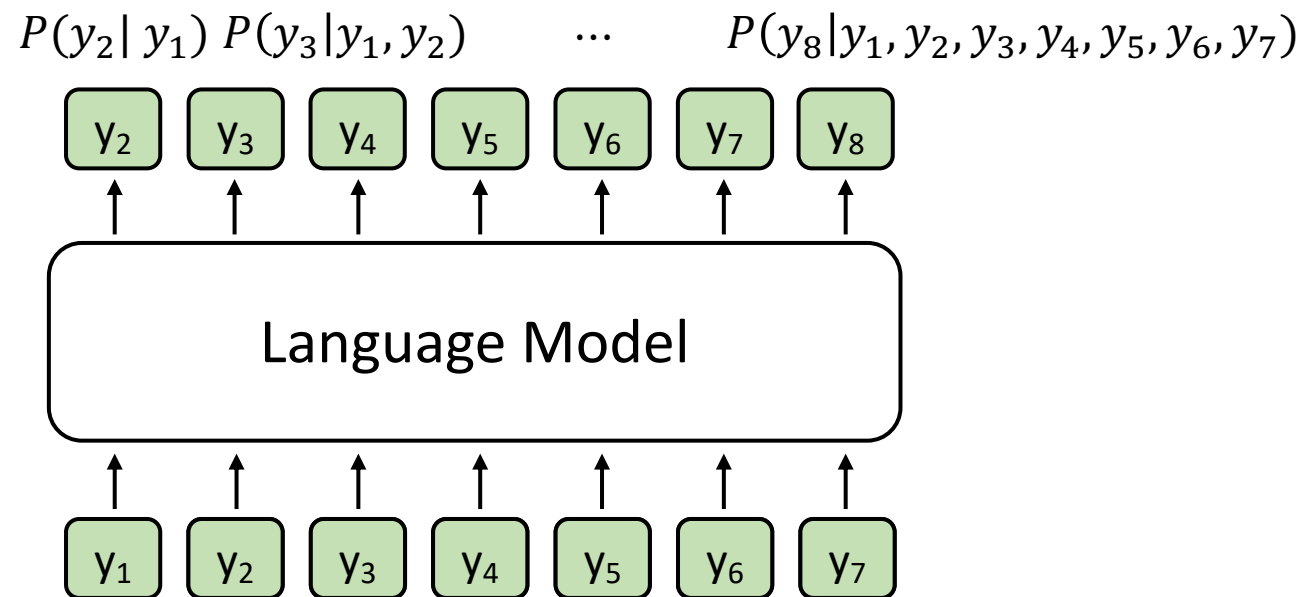 P(y₂| y₁) P(y₃|y₁, y₂) ⋯ P(y₈|y₁, y₂, y₃, y₄, y₅, y₆, y₇)
y₂ y₃ y₄ y₅ y₆ y₇ y₈
Language Model
y₁ y₂ y₃ y₄ y₅ y₆ y₇